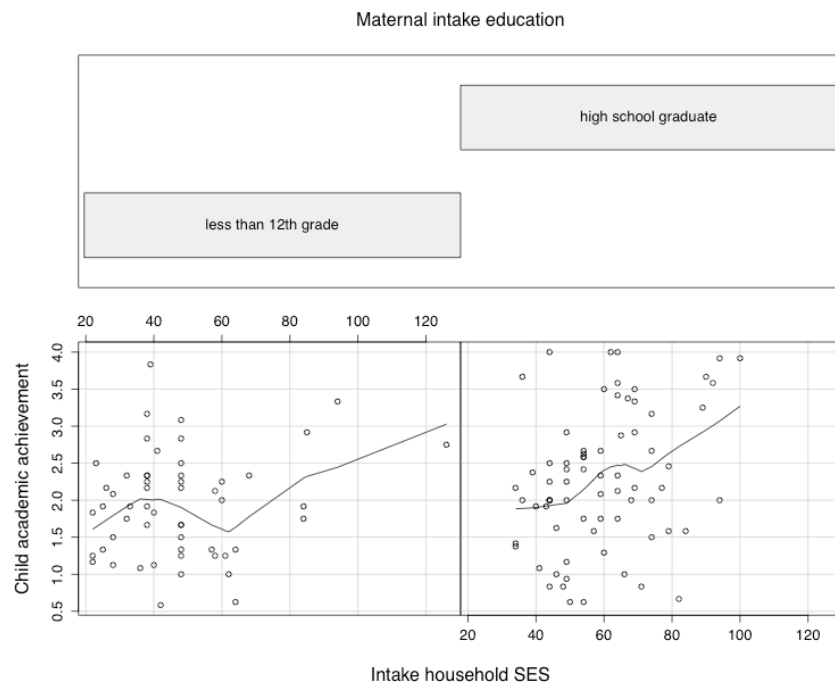 Maternal intake education
high school graduate
less than 12th grade
20 40 60 80 100 120
4.0
3.5
3.0
2.5
2.0
1.5
1.0
0.5
Child academic achievement
20 40 60 80 100 120
Intake household SES